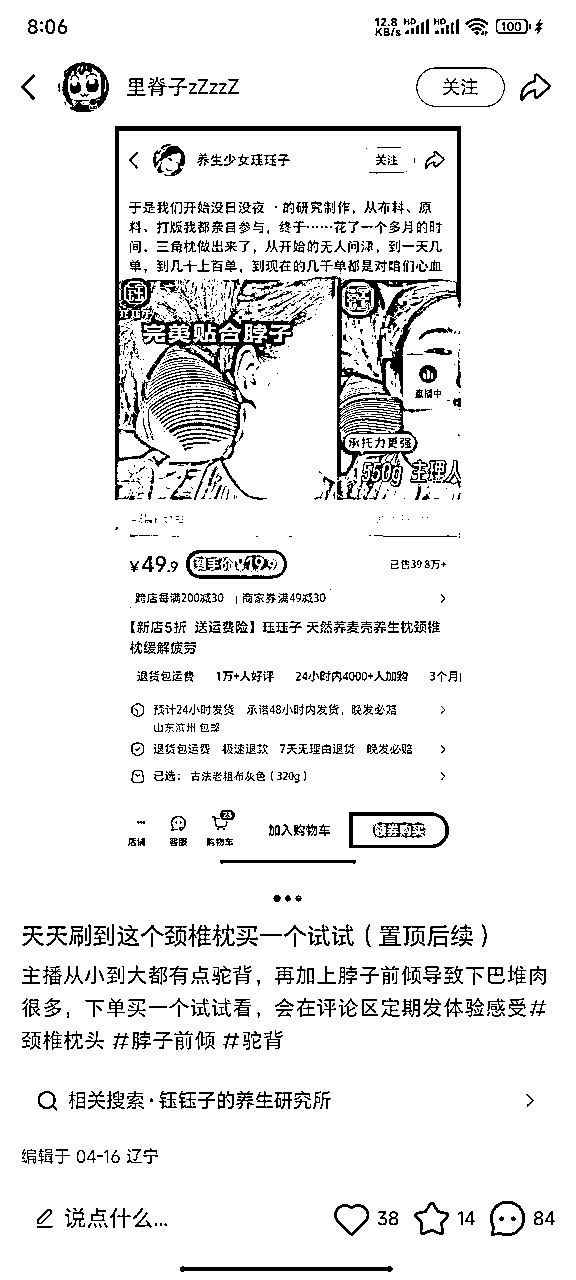 8:06
12.8 KB/s HD HD 100
里脊子zZzzZ
关注
养生少女珏珏子
关注
于是我们开始没日没夜 · 的研究制作，从布料、原
料、打版我都亲自参与，终于……花了一个多月的时
间、三角枕做出来了，从开始的无人问津，到一天几
单，到几十上百单，到现在的几千单都是对咱们心血
完美贴合脖子
直播中
承托力更强
550g 主理人
¥49.9 到手价¥19.9
已售39.8万+
跨店每满200减30 | 商家券满49减30
【新店5折 送运费险】珏珏子 天然荞麦壳养生枕颈椎
枕缓解疲劳
退货包运费 1万+人好评 24小时内4000+人加购 3个月
预计24小时发货 承诺48小时内发货，晚发必赔
山东滨州 包邮
退货包运费 极速退款 7天无理由退货 晚发必赔
已选：古法老粗布灰色（320g）
23
店铺 客服 购物车 加入购物车 领券购买
天天刷到这个颈椎枕买一个试试（置顶后续）
主播从小到大都有点驼背，再加上脖子前倾导致下巴堆肉
很多，下单买一个试试看，会在评论区定期发体验感受#
颈椎枕头 #脖子前倾 #驼背
相关搜索 · 钰钰子的养生研究所
编辑于 04-16 辽宁
说点什么... 38 14 84